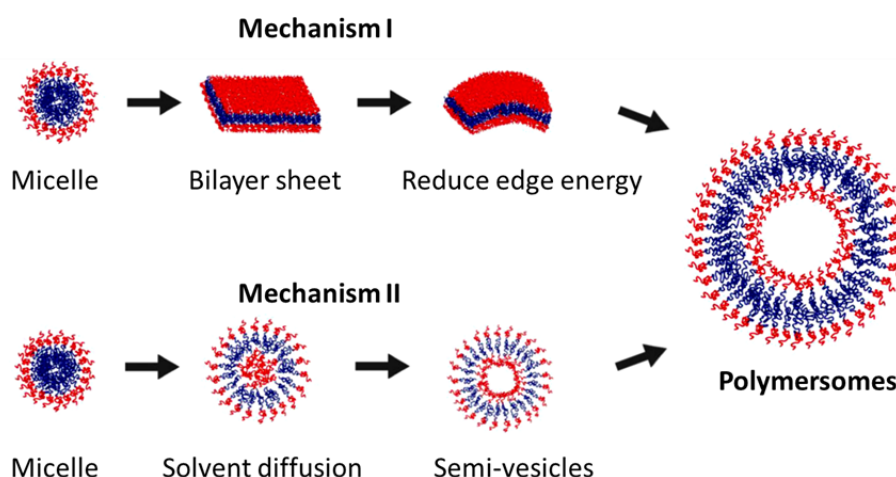 Mechanism I
Micelle
Bilayer sheet
Reduce edge energy
Mechanism II
Micelle
Solvent diffusion
Semi-vesicles
Polymersomes